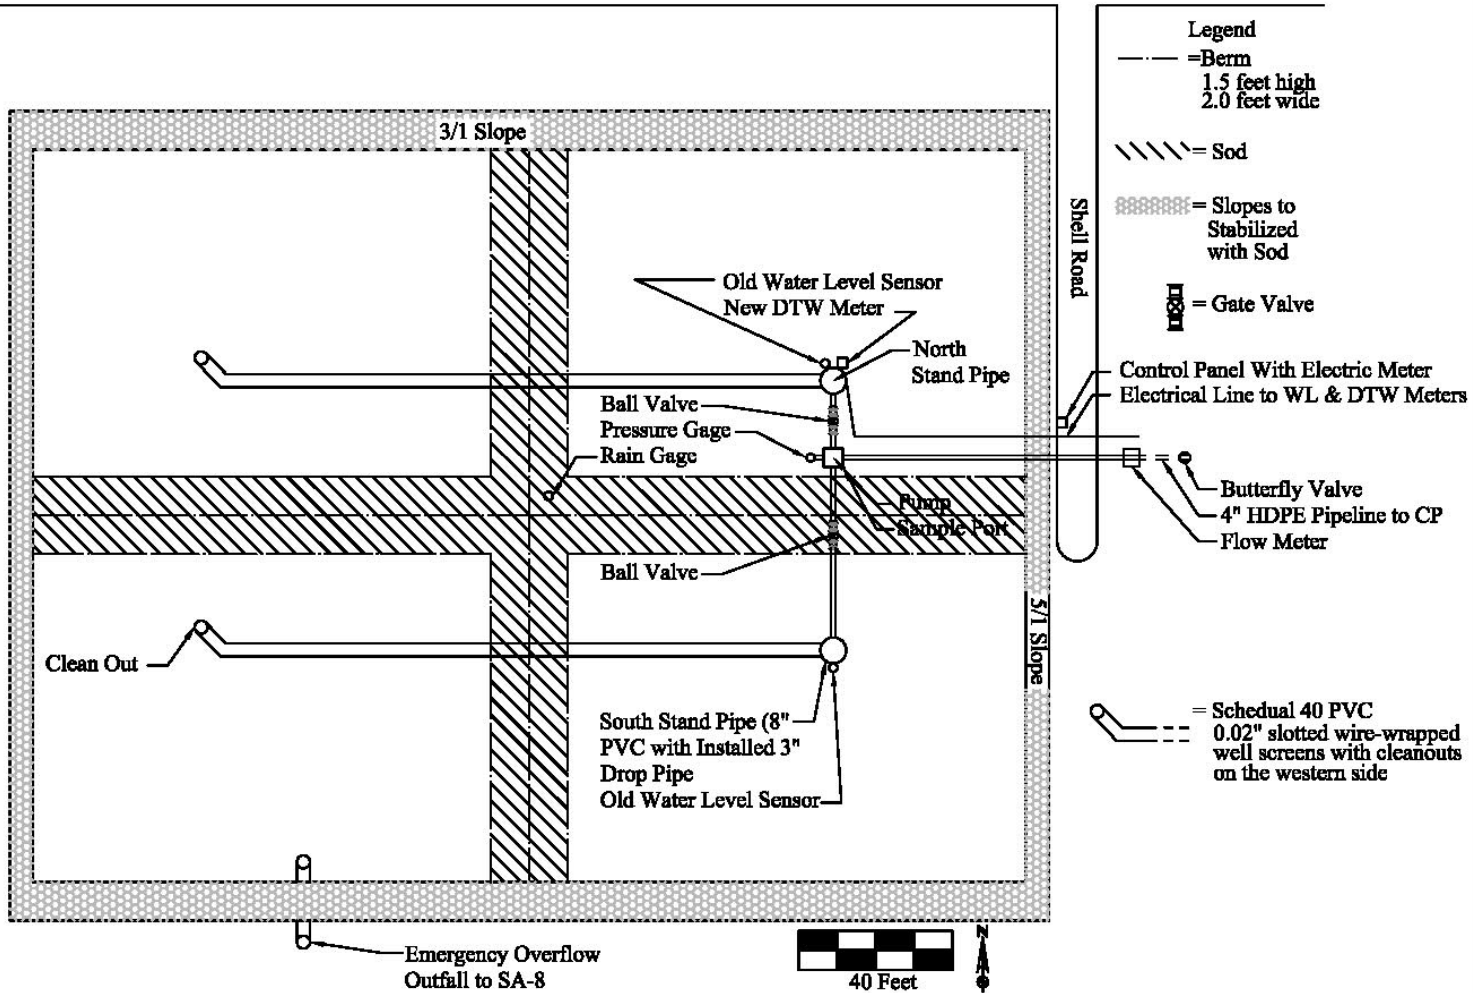 Legend
=Berm
1.5 feet high
2.0 feet wide
3/1 Slope
= Sod
= Slopes to
Stabilized
with Sod
Shell Road
= Gate Valve
Old Water Level Sensor
New DTW Meter
North
Stand Pipe
Control Panel With Electric Meter
Electrical Line to WL & DTW Meters
Ball Valve
Pressure Gage
Rain Gage
Pump
Sample Port
Butterfly Valve
4" HDPE Pipeline to CP
Flow Meter
Ball Valve
5/1 Slope
Clean Out
South Stand Pipe (8"
PVC with Installed 3"
Drop Pipe
Old Water Level Sensor
= Schedual 40 PVC
0.02" slotted wire-wrapped
well screens with cleanouts
on the western side
Emergency Overflow
Outfall to SA-8
40 Feet
N